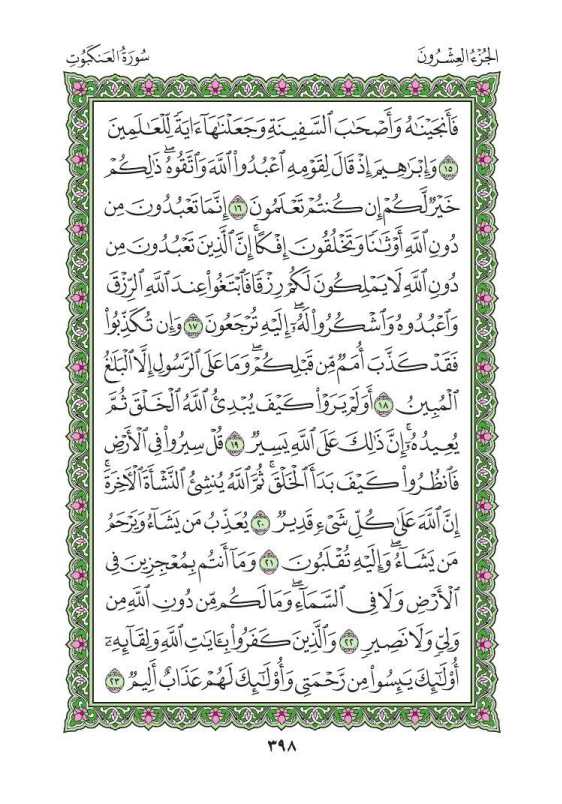 الجُزْءُ العِشْرُونَ
سُورَةُ العَنكَبُوتِ
فَأَنجَيْنَٰهُ وَأَصْحَٰبَ ٱلسَّفِينَةِ وَجَعَلْنَٰهَآ ءَايَةً لِّلْعَٰلَمِينَ
١٥ وَإِبْرَٰهِيمَ إِذْ قَالَ لِقَوْمِهِ ٱعْبُدُوا۟ ٱللَّهَ وَٱتَّقُوهُ ۖ ذَٰلِكُمْ
خَيْرٌ لَّكُمْ إِن كُنتُمْ تَعْلَمُونَ ١٦ إِنَّمَا تَعْبُدُونَ مِن
دُونِ ٱللَّهِ أَوْثَٰنًا وَتَخْلُقُونَ إِفْكًا ۚ إِنَّ ٱلَّذِينَ تَعْبُدُونَ مِن
دُونِ ٱللَّهِ لَا يَمْلِكُونَ لَكُمْ رِزْقًا فَٱبْتَغُوا۟ عِندَ ٱللَّهِ ٱلرِّزْقَ
وَٱعْبُدُوهُ وَٱشْكُرُوا۟ لَهُۥٓ ۖ إِلَيْهِ تُرْجَعُونَ ١٧ وَإِن تُكَذِّبُوا۟
فَقَدْ كَذَّبَ أُمَمٌ مِّن قَبْلِكُمْ ۖ وَمَا عَلَى ٱلرَّسُولِ إِلَّا ٱلْبَلَٰغُ
ٱلْمُبِينُ ١٨ أَوَلَمْ يَرَوْا۟ كَيْفَ يُبْدِئُ ٱللَّهُ ٱلْخَلْقَ ثُمَّ
يُعِيدُهُۥٓ ۚ إِنَّ ذَٰلِكَ عَلَى ٱللَّهِ يَسِيرٌ ١٩ قُلْ سِيرُوا۟ فِى ٱلْأَرْضِ
فَٱنظُرُوا۟ كَيْفَ بَدَأَ ٱلْخَلْقَ ۚ ثُمَّ ٱللَّهُ يُنشِئُ ٱلنَّشْأَةَ ٱلْـَٔاخِرَةَ ۚ
إِنَّ ٱللَّهَ عَلَىٰ كُلِّ شَىْءٍ قَدِيرٌ ٢٠ يُعَذِّبُ مَن يَشَآءُ وَيَرْحَمُ
مَن يَشَآءُ ۖ وَإِلَيْهِ تُقْلَبُونَ ٢١ وَمَآ أَنتُم بِمُعْجِزِينَ فِى
ٱلْأَرْضِ وَلَا فِى ٱلسَّمَآءِ ۖ وَمَا لَكُم مِّن دُونِ ٱللَّهِ مِن
وَلِىٍّ وَلَا نَصِيرٍ ٢٢ وَٱلَّذِينَ كَفَرُوا۟ بِـَٔايَٰتِ ٱللَّهِ وَلِقَآئِهِۦٓ
أُو۟لَٰٓئِكَ يَئِسُوا۟ مِن رَّحْمَتِى وَأُو۟لَٰٓئِكَ لَهُمْ عَذَابٌ أَلِيمٌ ٢٣
٣٩٨